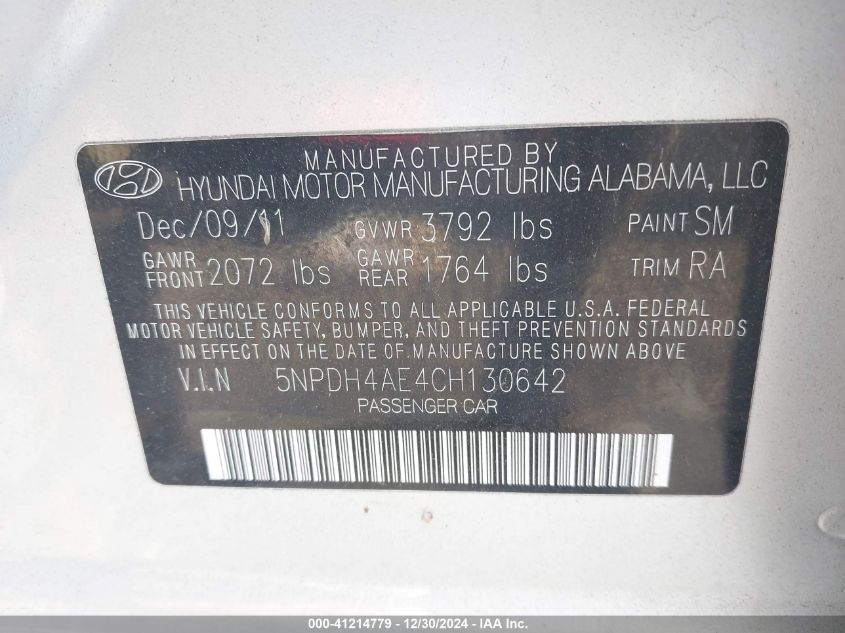 MANUFACTURED BY
HYUNDAI MOTOR MANUFACTURING ALABAMA, LLC
Dec/09/11 GVWR 3792 lbs PAINT SM
GAWR FRONT 2072 lbs GAWR REAR 1764 lbs TRIM RA
THIS VEHICLE CONFORMS TO ALL APPLICABLE U.S.A. FEDERAL
MOTOR VEHICLE SAFETY, BUMPER, AND THEFT PREVENTION STANDARDS
IN EFFECT ON THE DATE OF MANUFACTURE SHOWN ABOVE.
V.I.N 5NPDH4AE4CH130642
PASSENGER CAR
000-41214779 - 12/30/2024 - IAA Inc.